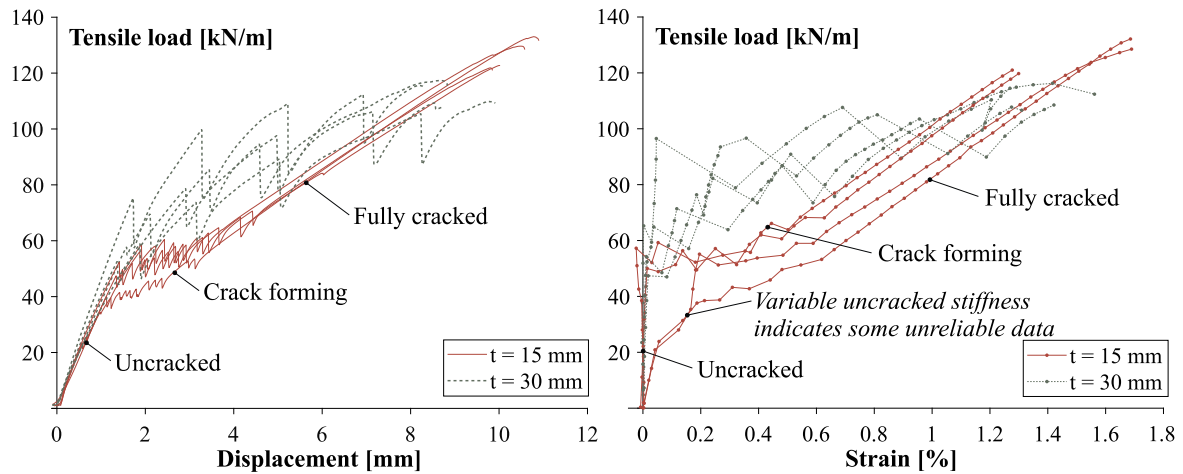 140
120
100
80
60
40
20
Tensile load [kN/m]
Fully cracked
Crack forming
Uncracked
t = 15 mm
t = 30 mm
0 2 4 6 8 10 12
Displacement [mm]
140
120
100
80
60
40
20
Tensile load [kN/m]
Fully cracked
Crack forming
Variable uncracked stiffness
indicates some unreliable data
Uncracked
t = 15 mm
t = 30 mm
0 0.2 0.4 0.6 0.8 1.0 1.2 1.4 1.6 1.8
Strain [%]